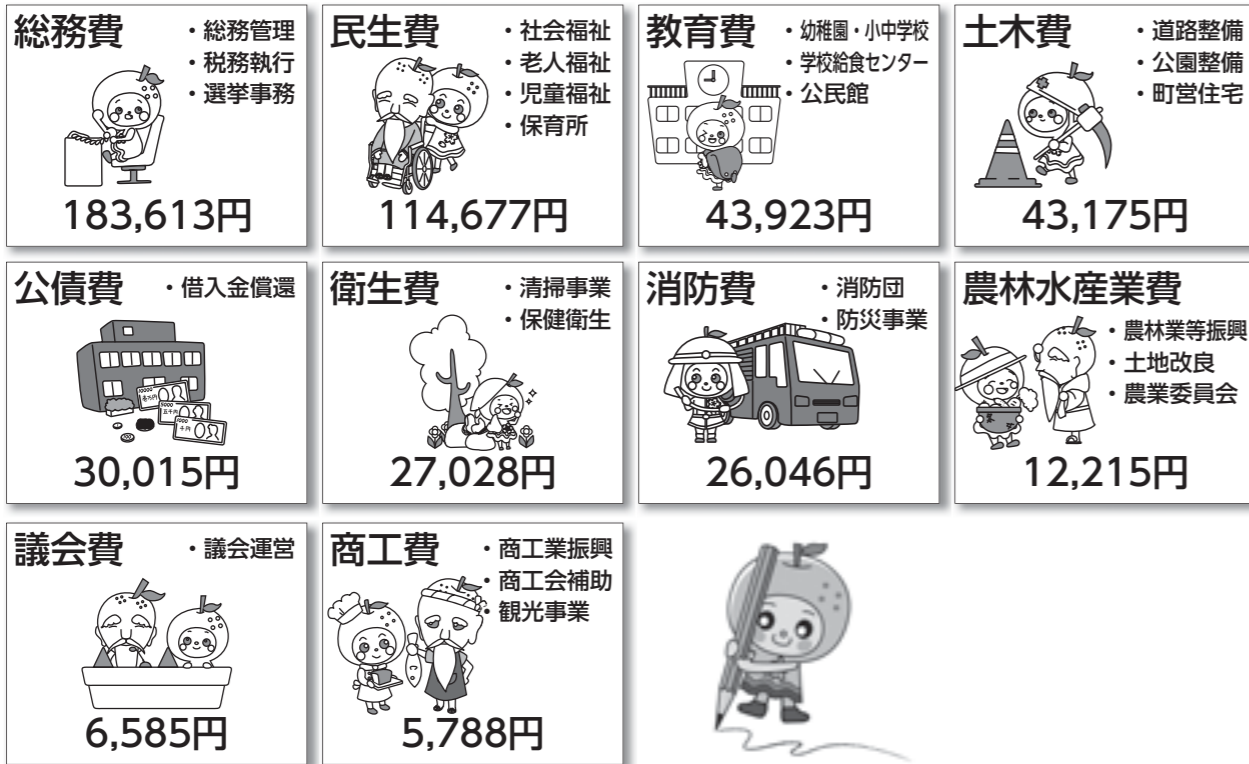 総務費
・総務管理
・税務執行
・選挙事務
183,613円
民生費
・社会福祉
・老人福祉
・児童福祉
・保育所
114,677円
教育費
・幼稚園・小中学校
・学校給食センター
・公民館
43,923円
土木費
・道路整備
・公園整備
・町営住宅
43,175円
公債費
・借入金償還
30,015円
衛生費
・清掃事業
・保健衛生
27,028円
消防費
・消防団
・防災事業
26,046円
農林水産業費
・農林業等振興
・土地改良
・農業委員会
12,215円
議会費
・議会運営
6,585円
商工費
・商工業振興
・商工会補助
・観光事業
5,788円